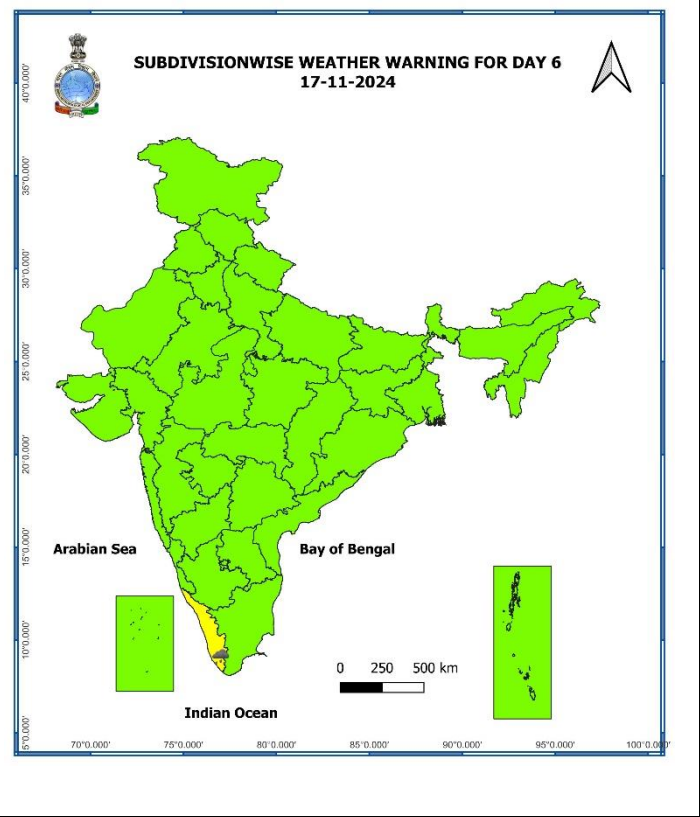 SUBDIVISIONWISE WEATHER WARNING FOR DAY 6
17-11-2024
40°0.000'
35°0.000'
30°0.000'
25°0.000'
20°0.000'
15°0.000'
10°0.000'
5°0.000'
Arabian Sea
Bay of Bengal
0 250 500 km
Indian Ocean
70°0.000' 75°0.000' 80°0.000' 85°0.000' 90°0.000' 95°0.000' 100°0.000'